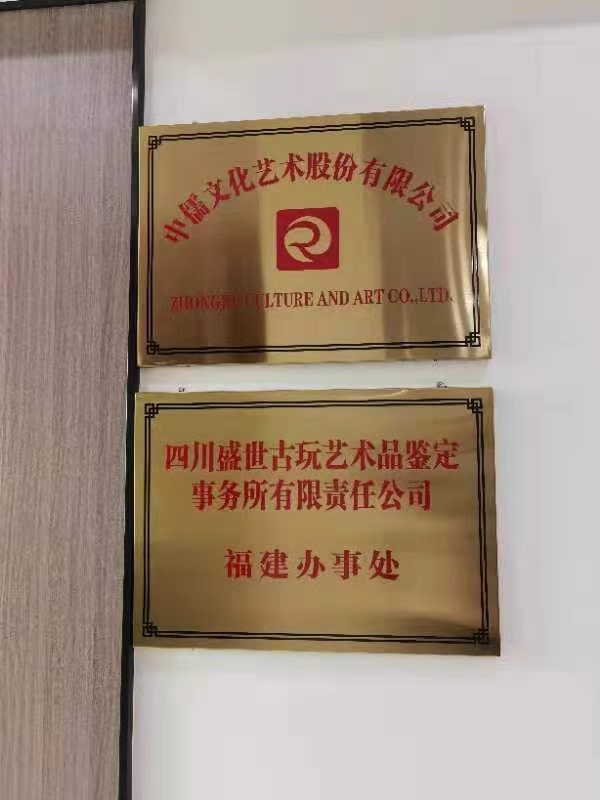 中儒文化艺术股份有限公司
ZHONGRU CULTURE AND ART CO.,LTD.
四川盛世古玩艺术品鉴定
事务所有限责任公司
福建办事处